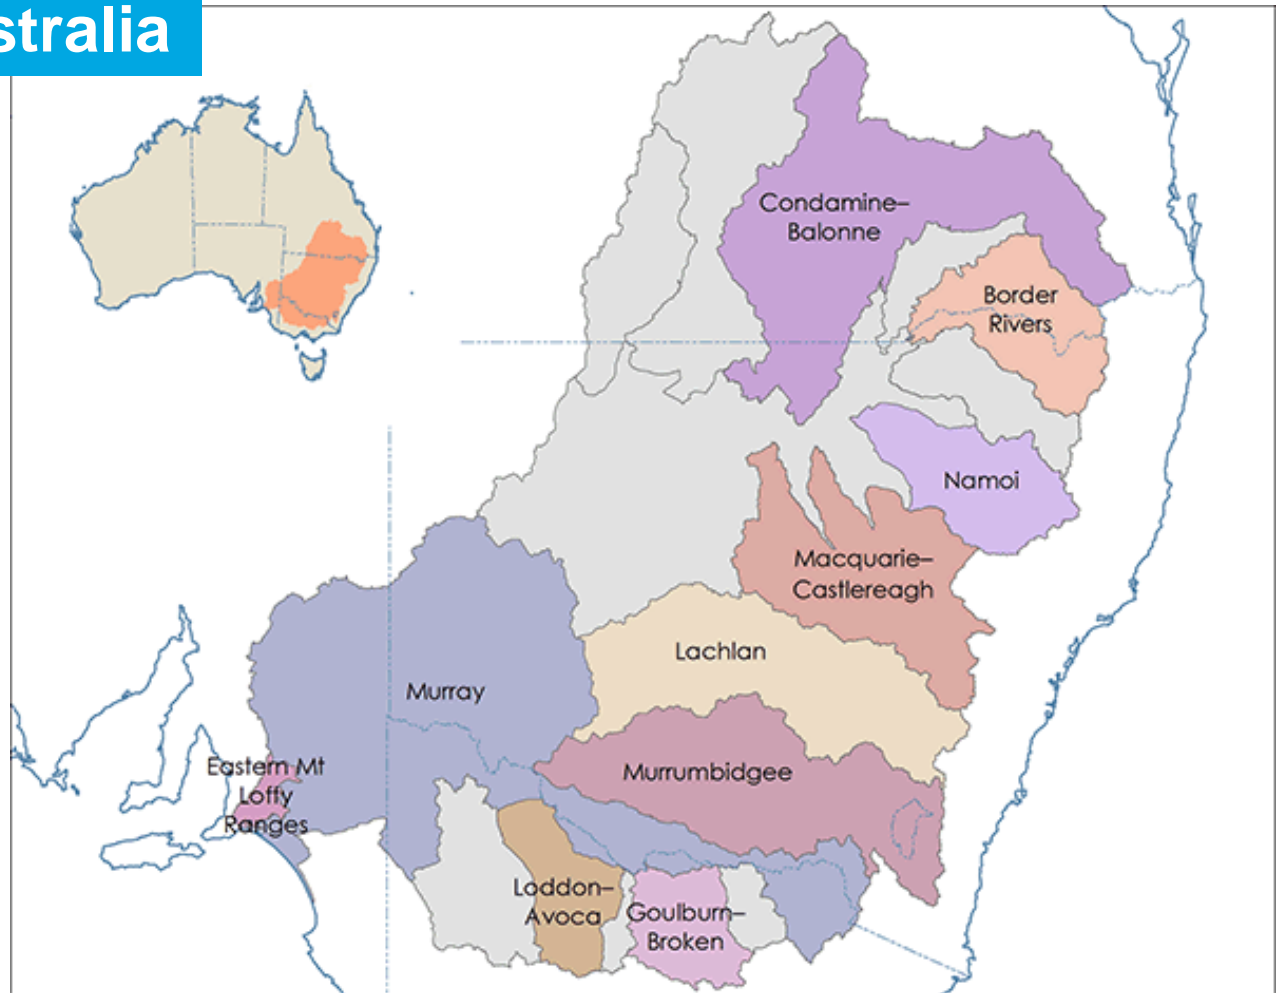 stralia
Condamine–
Balonne
Border
Rivers
Namoi
Macquarie–
Castlereagh
Lachlan
Murray
Murrumbidgee
Eastern Mt
Lofty
Ranges
Loddon–
Avoca
Goulburn–
Broken